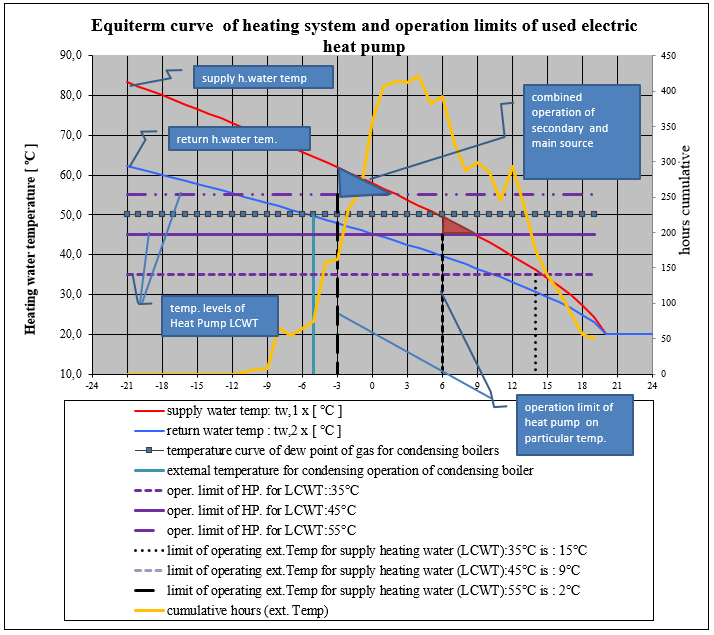 Equiterm curve of heating system and operation limits of used electric
heat pump
90,0
80,0
70,0
60,0
50,0
40,0
30,0
20,0
10,0
Heating water temperature [ °C]
450
400
350
300
250
200
150
100
50
0
hours cumulative
-24 -21 -18 -15 -12 -9 -6 -3 0 3 6 9 12 15 18 21 24
supply h.water temp
return h.water tem.
combined
operation of
secondary and
main source
temp. levels of
Heat Pump LCWT
operation limit of
heat pump on
particular temp.
supply water temp: tw,1 x [ °C ]
return water temp : tw,2 x [ °C ]
temperature curve of dew point of gas for condensing boilers
external temperature for condensing operation of condensing boiler
oper. limit of HP. for LCWT::35°C
oper. limit of HP. for LCWT:45°C
oper. limit of HP. for LCWT:55°C
limit of operating ext.Temp for supply heating water (LCWT):35°C is : 15°C
limit of operating ext.Temp for supply heating water (LCWT):45°C is : 9°C
limit of operating ext.Temp for supply heating water (LCWT):55°C is : 2°C
cumulative hours (ext. Temp)